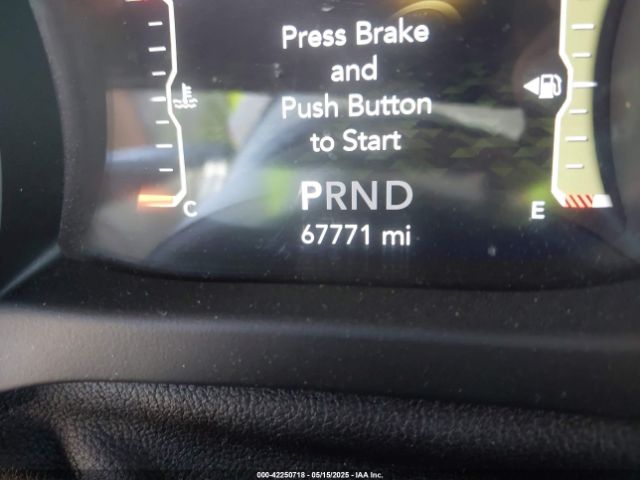 Press Brake
and
Push Button
to Start
PRND
C
E
67771 mi
000-42250718 - 05/15/2025 - IAA Inc.